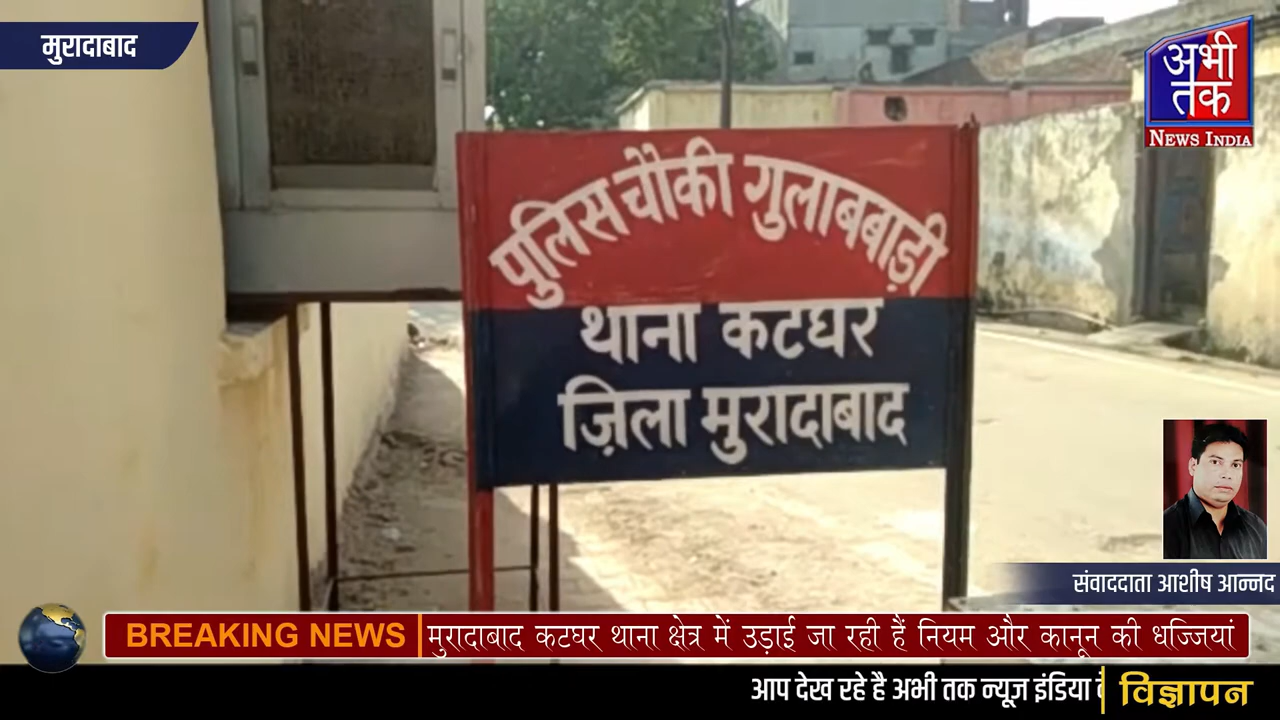 मुरादाबाद
अभी
तक
NEWS INDIA
पुलिस चौकी गुलाबबाड़ी
थाना कटघर
ज़िला मुरादाबाद
संवाददाता आशीष आन्नद
BREAKING NEWS
मुरादाबाद कटघर थाना क्षेत्र में उड़ाई जा रही हैं नियम और कानून की धज्जियां
आप देख रहे है अभी तक न्यूज़ इंडिया
विज्ञापन